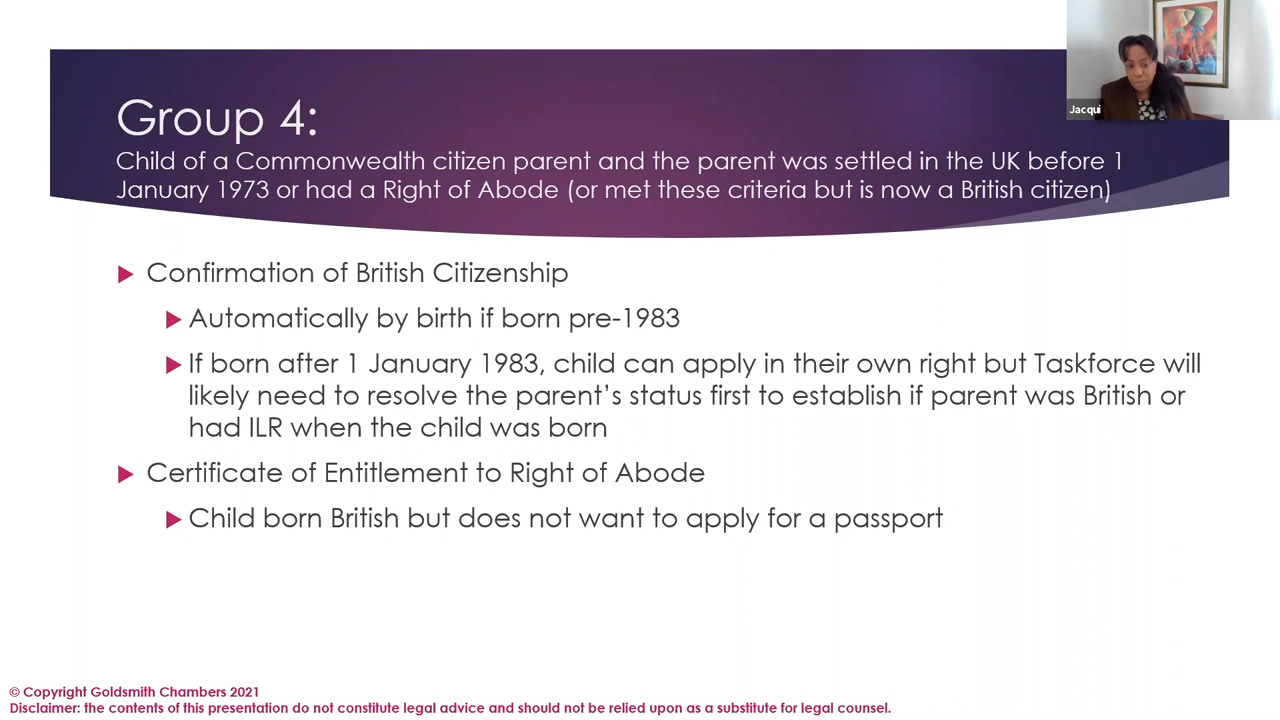 Jacqui
Group 4:
Child of a Commonwealth citizen parent and the parent was settled in the UK before 1
January 1973 or had a Right of Abode (or met these criteria but is now a British citizen)
Confirmation of British Citizenship
Automatically by birth if born pre-1983
If born after 1 January 1983, child can apply in their own right but Taskforce will
likely need to resolve the parent’s status first to establish if parent was British or
had ILR when the child was born
Certificate of Entitlement to Right of Abode
Child born British but does not want to apply for a passport
© Copyright Goldsmith Chambers 2021
Disclaimer: the contents of this presentation do not constitute legal advice and should not be relied upon as a substitute for legal counsel.